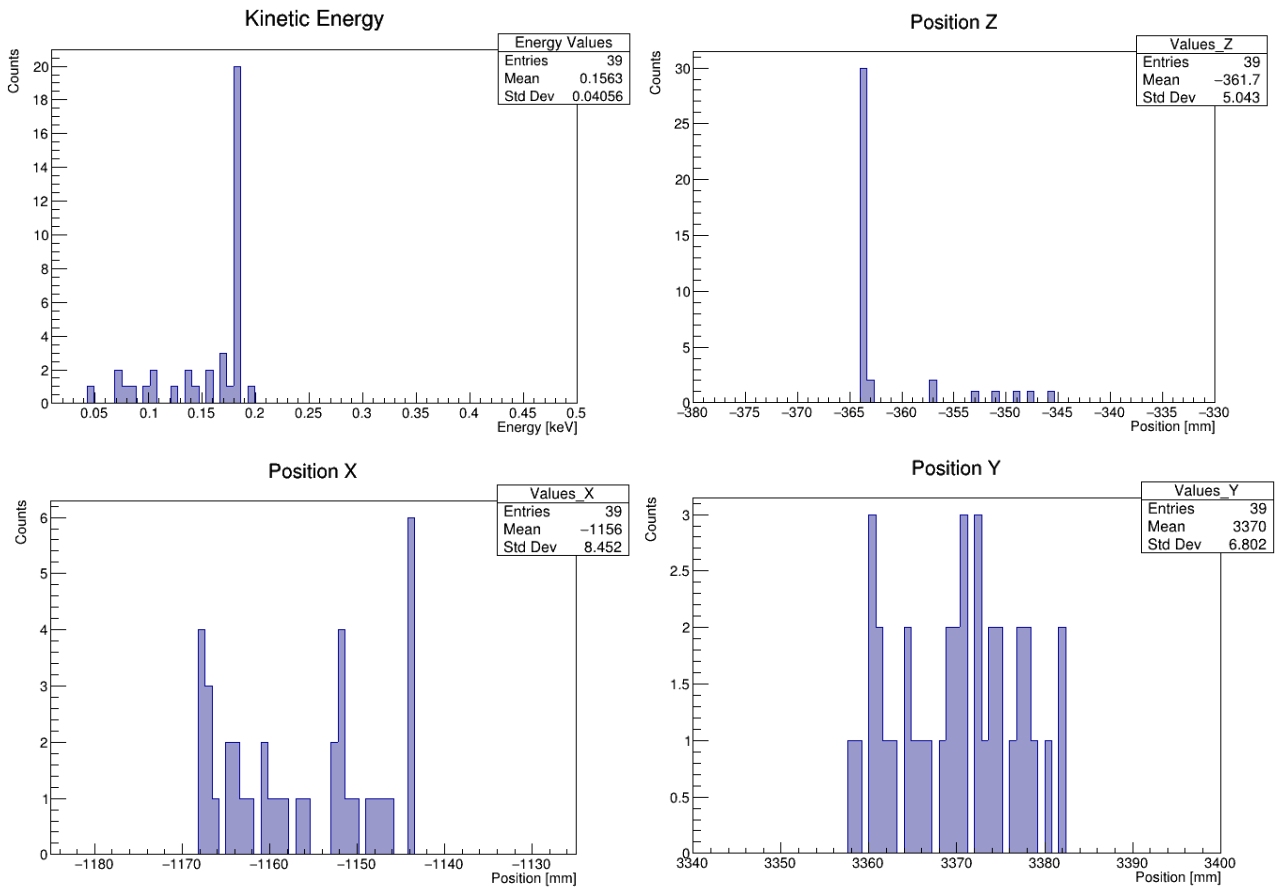 Kinetic Energy
Counts
Energy Values
Entries 39
Mean 0.1563
Std Dev 0.04056
20
18
16
14
12
10
8
6
4
2
0
0.05 0.1 0.15 0.2 0.25 0.3 0.35 0.4 0.45 0.5
Energy [keV]
Position Z
Counts
Values_Z
Entries 39
Mean −361.7
Std Dev 5.043
30
25
20
15
10
5
0
−380 −375 −370 −365 −360 −355 −350 −345 −340 −335 −330
Position [mm]
Position X
Counts
Values_X
Entries 39
Mean −1156
Std Dev 8.452
6
5
4
3
2
1
0
−1180 −1170 −1160 −1150 −1140 −1130
Position [mm]
Position Y
Counts
Values_Y
Entries 39
Mean 3370
Std Dev 6.802
3
2.5
2
1.5
1
0.5
0
3340 3350 3360 3370 3380 3390 3400
Position [mm]